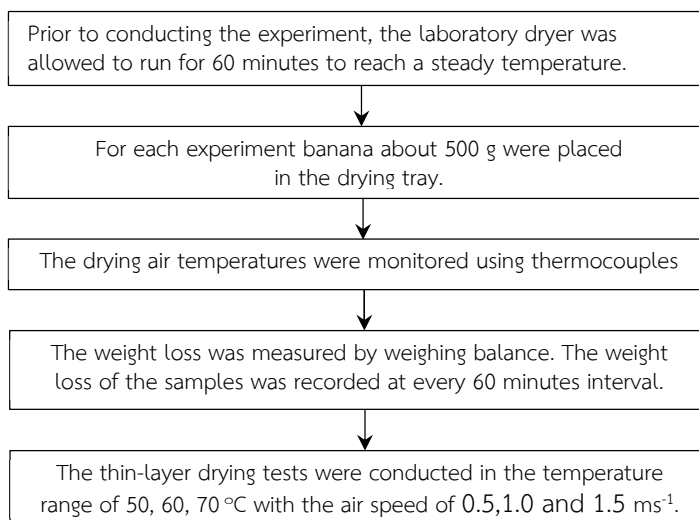 Prior to conducting the experiment, the laboratory dryer was
allowed to run for 60 minutes to reach a steady temperature.
For each experiment banana about 500 g were placed
in the drying tray.
The drying air temperatures were monitored using thermocouples
The weight loss was measured by weighing balance. The weight
loss of the samples was recorded at every 60 minutes interval.
The thin-layer drying tests were conducted in the temperature
range of 50, 60, 70 °C with the air speed of 0.5,1.0 and 1.5 ms⁻¹.